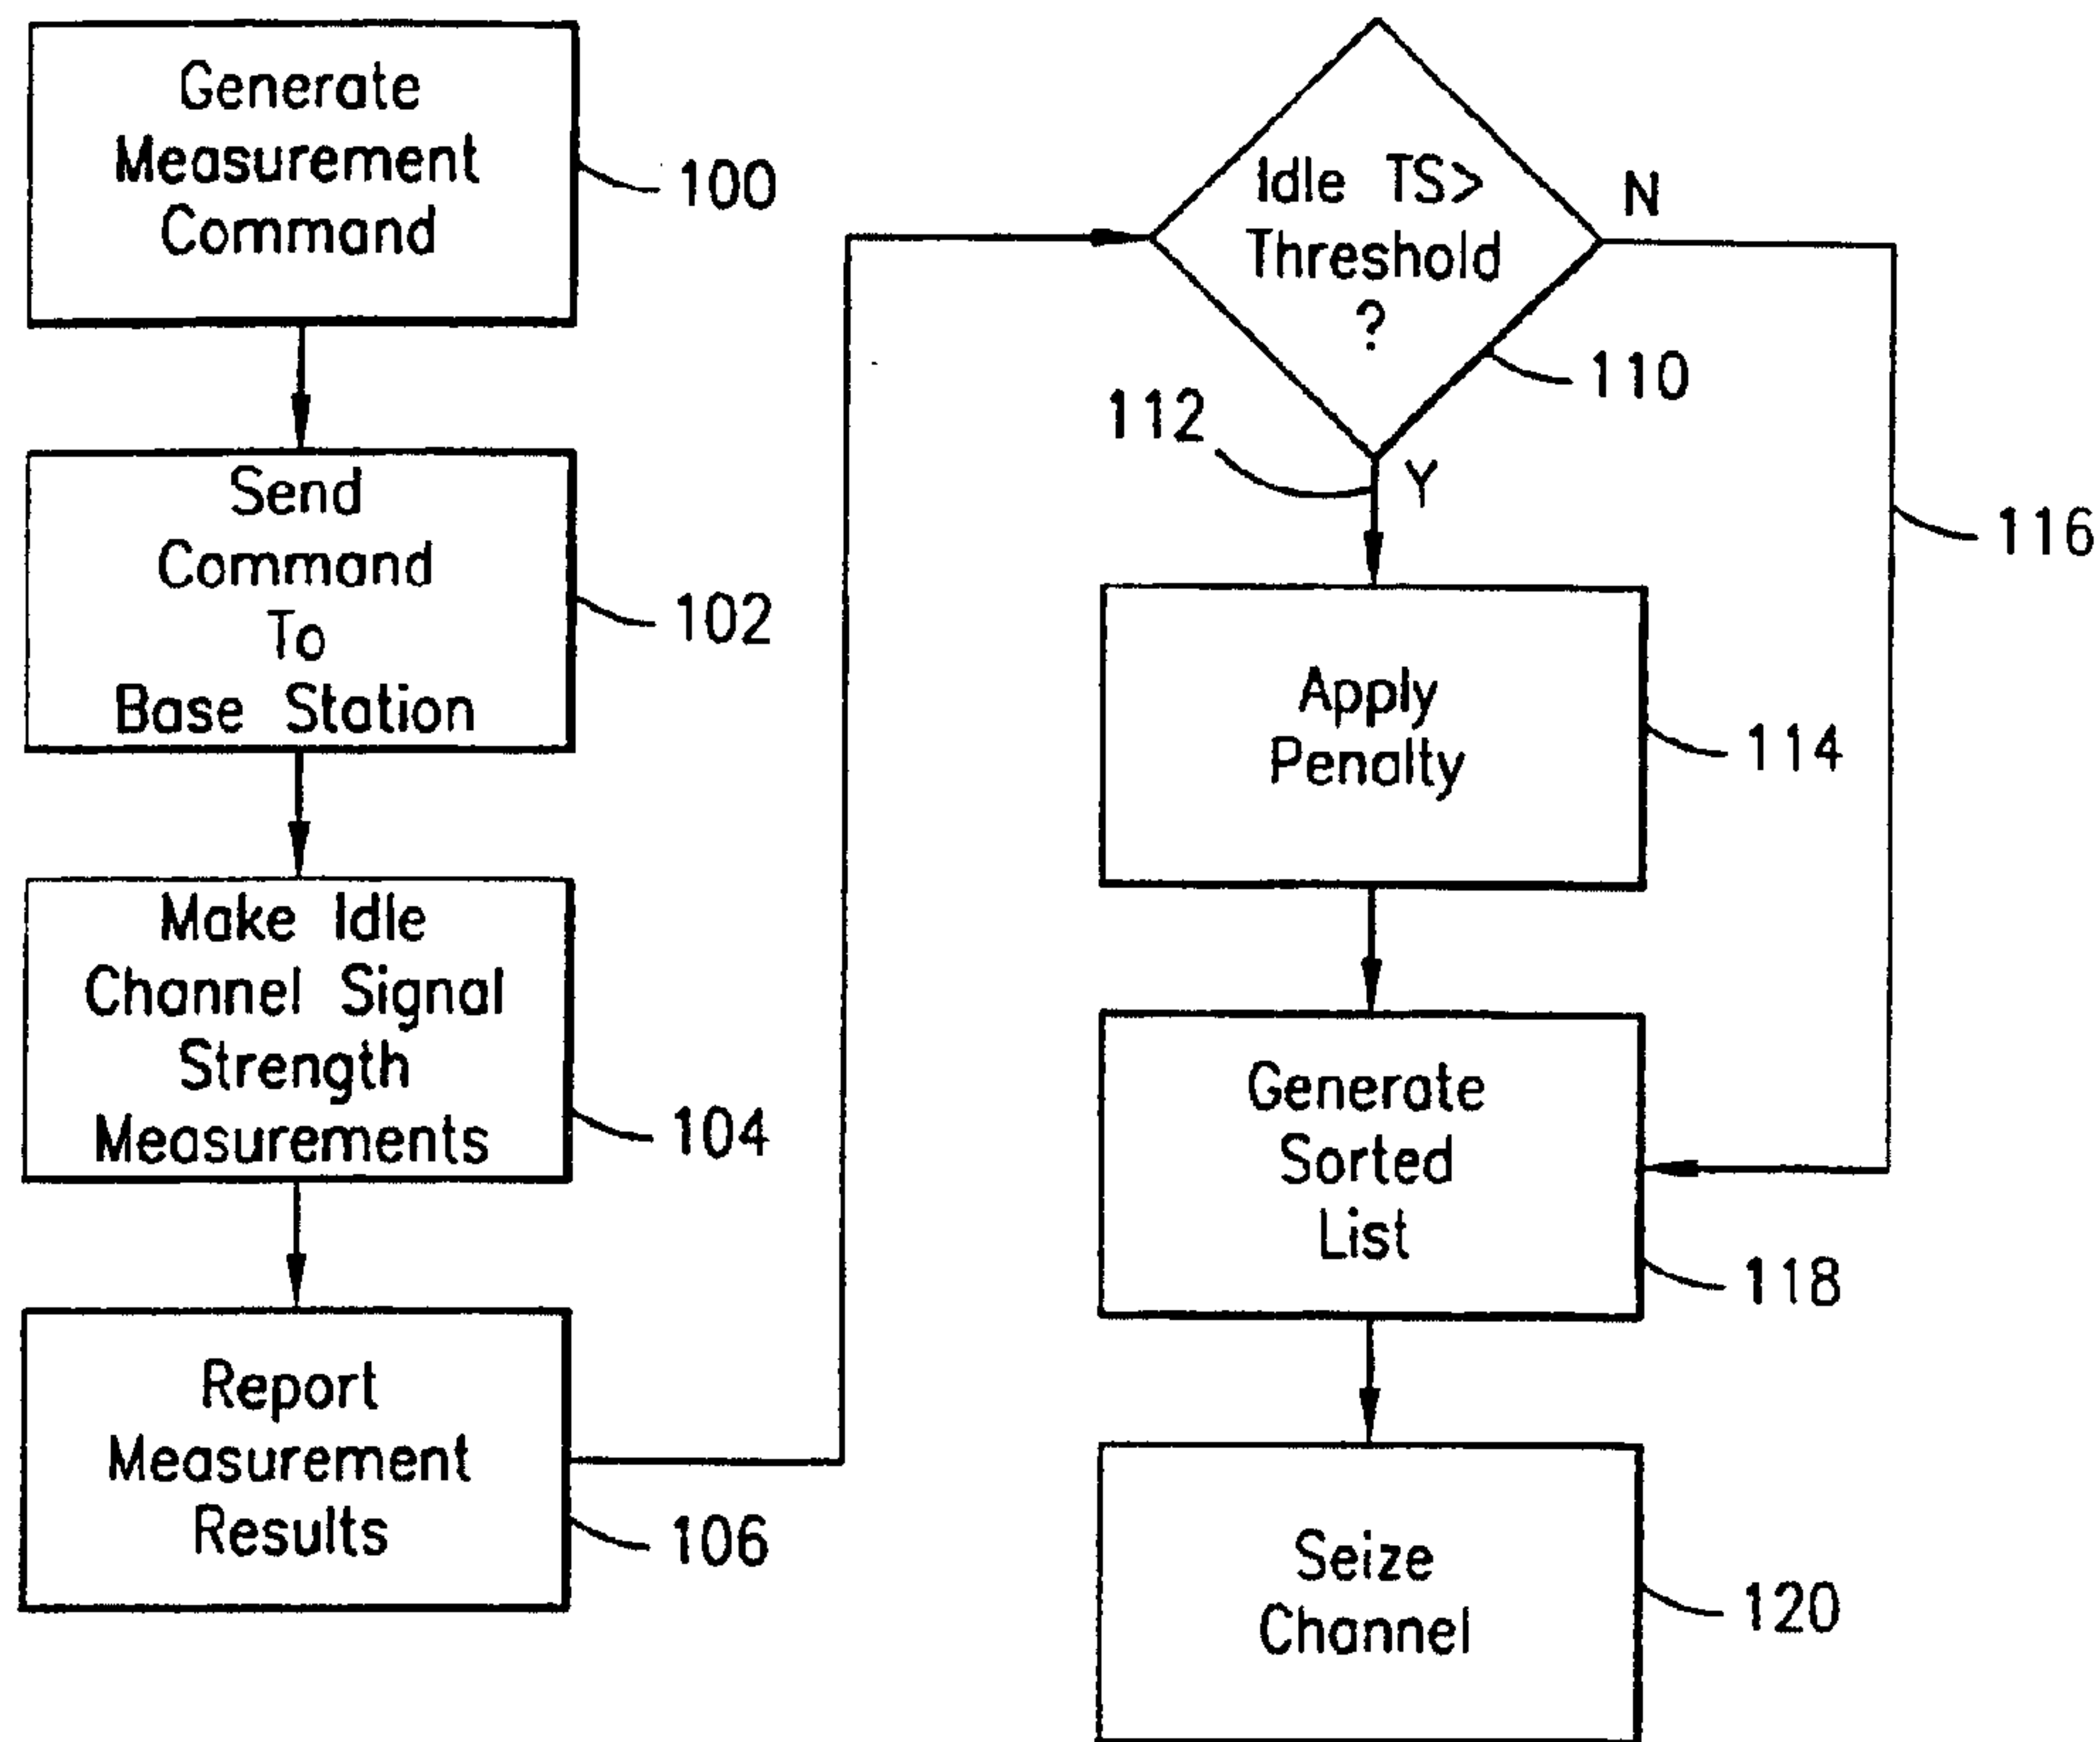 Generate
Measurement
Command
100
Send
Command
To
Base Station
102
Make Idle
Channel Signal
Strength
Measurements
104
Report
Measurement
Results
106
Idle TS>
Threshold
?
N
110
112
Y
116
Apply
Penalty
114
Generate
Sorted
List
118
Seize
Channel
120